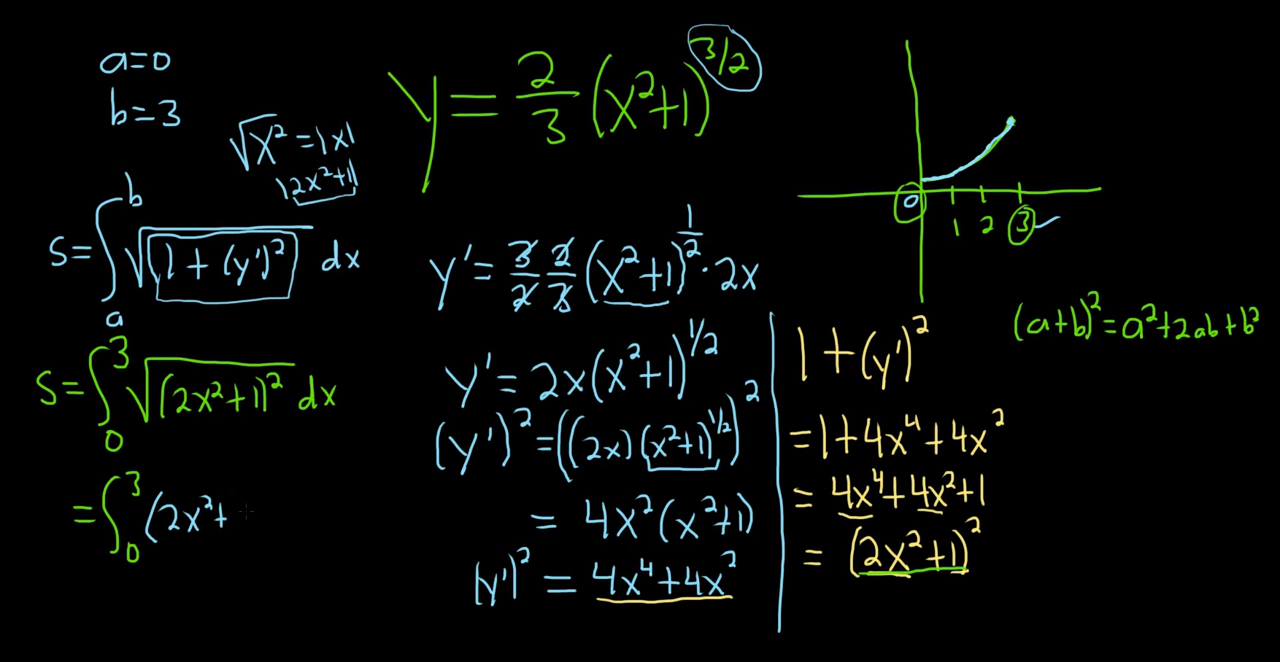 a=0
b=3
√x² = |x|
|2x²+1|
S = ∫ₐᵇ √(1 + (y')²) dx
S = ∫₀³ √((2x²+1)²) dx
= ∫₀³ (2x²+
y = 2/3 (x²+1)^(3/2)
y' = 3/2 2/3 (x²+1)^(1/2) · 2x
y' = 2x(x²+1)^(1/2)
(y')² = ((2x)(x²+1)^(1/2))²
= 4x²(x²+1)
(y')² = 4x⁴+4x²
0 1 2 3
(a+b)² = a²+2ab+b²
1+(y')²
= 1+4x⁴+4x²
= 4x⁴+4x²+1
= (2x²+1)²